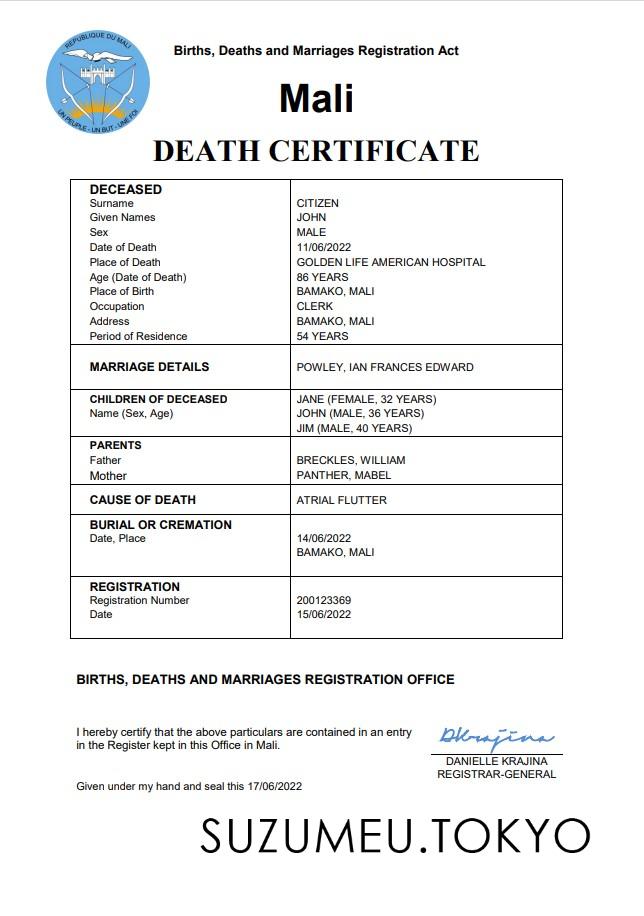 REPUBLIQUE DU MALI
UN PEUPLE - UN BUT - UNE FOI
Births, Deaths and Marriages Registration Act
Mali
DEATH CERTIFICATE
DECEASED
Surname CITIZEN
Given Names JOHN
Sex MALE
Date of Death 11/06/2022
Place of Death GOLDEN LIFE AMERICAN HOSPITAL
Age (Date of Death) 86 YEARS
Place of Birth BAMAKO, MALI
Occupation CLERK
Address BAMAKO, MALI
Period of Residence 54 YEARS
MARRIAGE DETAILS POWLEY, IAN FRANCES EDWARD
CHILDREN OF DECEASED JANE (FEMALE, 32 YEARS)
Name (Sex, Age) JOHN (MALE, 36 YEARS)
JIM (MALE, 40 YEARS)
PARENTS
Father BRECKLES, WILLIAM
Mother PANTHER, MABEL
CAUSE OF DEATH ATRIAL FLUTTER
BURIAL OR CREMATION
Date, Place 14/06/2022
BAMAKO, MALI
REGISTRATION
Registration Number 200123369
Date 15/06/2022
BIRTHS, DEATHS AND MARRIAGES REGISTRATION OFFICE
I hereby certify that the above particulars are contained in an entry
in the Register kept in this Office in Mali.
DKrajina
DANIELLE KRAJINA
REGISTRAR-GENERAL
Given under my hand and seal this 17/06/2022
SUZUMEU.TOKYO